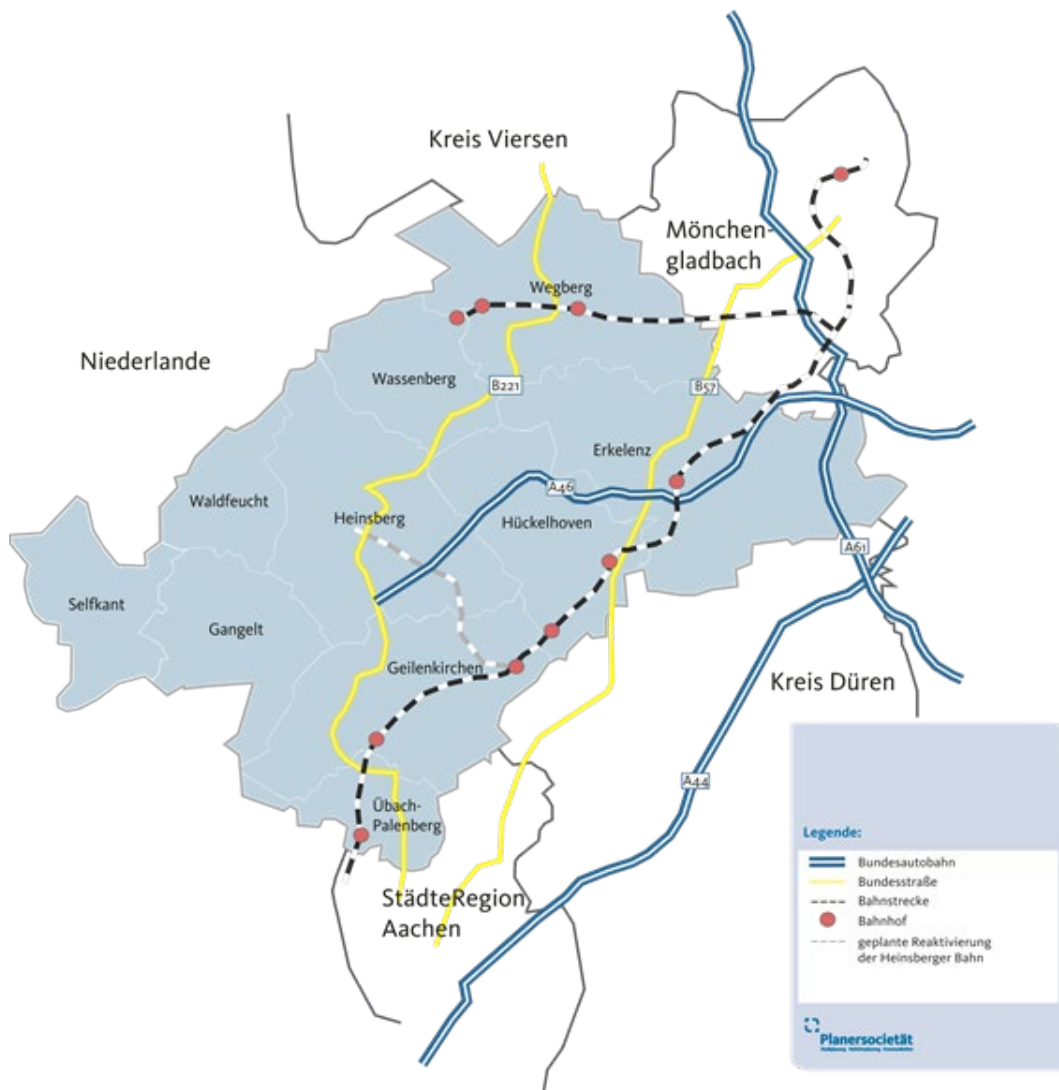 Kreis Viersen
Mönchen-
gladbach
Wegberg
Niederlande
Wassenberg
B221
B57
Erkelenz
Waldfeucht
A46
Heinsberg
Hückelhoven
A61
Selfkant
Gangelt
Geilenkirchen
Kreis Düren
A44
Übach-
Palenberg
StädteRegion
Aachen
Legende:
Bundesautobahn
Bundesstraße
Bahnstrecke
Bahnhof
geplante Reaktivierung
der Heinsberger Bahn
Planersocietät